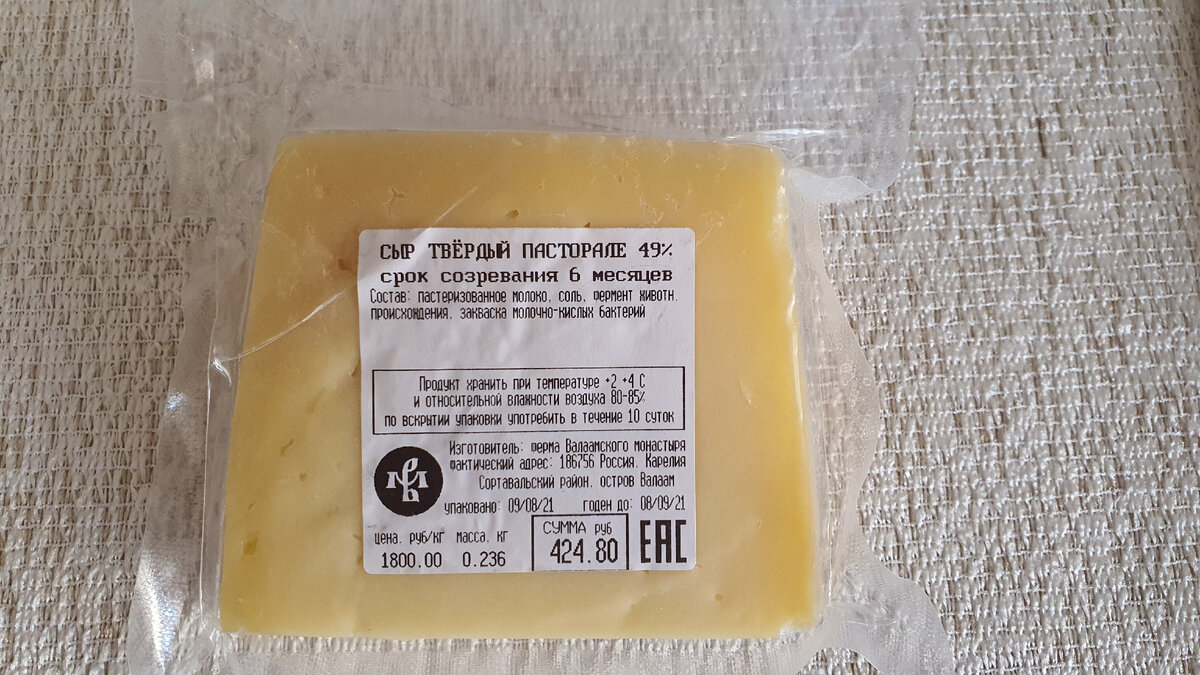 СЫР ТВЁРДЫЙ ПАСТОРАЛЕ 49%
срок созревания 6 месяцев
Состав: пастеризованное молоко, соль, фермент животн.
происхождения, закваска молочно-кислых бактерий
Продукт хранить при температуре +2 +4 С
и относительной влажности воздуха 80-85%
по вскрытии упаковки употребить в течение 10 суток
Изготовитель: ферма Валаамского монастыря
фактический адрес: 186756 Россия, Карелия
Сортавальский район, остров Валаам
упаковано: 09/08/21 годен до: 08/09/21
цена, руб/кг масса, кг СУММА руб
1800.00 0.236 424.80 EAC